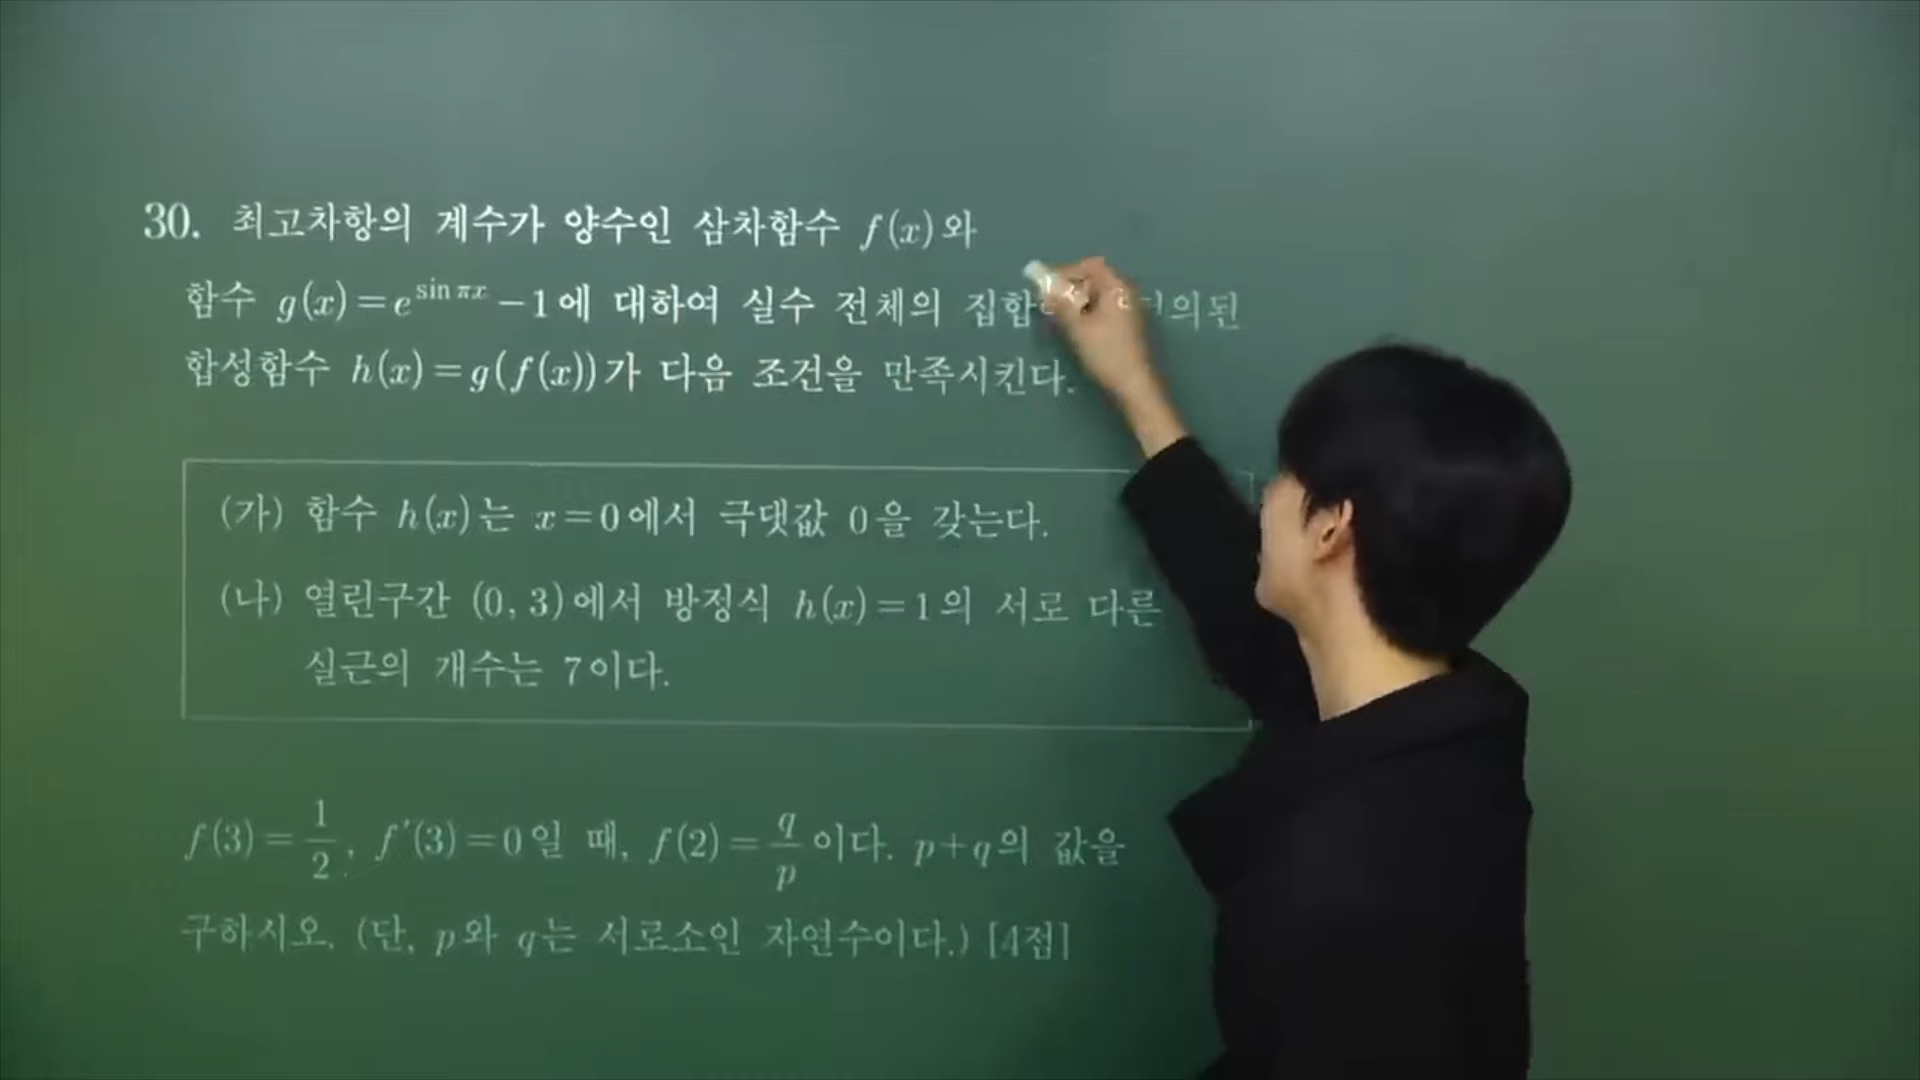 30. 최고차항의 계수가 양수인 삼차함수 f(x)와
함수 g(x)=e^{sin πx}-1에 대하여 실수 전체의 집합
합성함수 h(x)=g(f(x))가 다음 조건을 만족시킨다.
(가) 함수 h(x)는 x=0에서 극댓값 0을 갖는다.
(나) 열린구간 (0, 3)에서 방정식 h(x)=1의 서로 다른
실근의 개수는 7이다.
f(3)=1/2, f'(3)=0일 때, f(2)=q/p이다. p+q의 값을
구하시오. (단, p와 q는 서로소인 자연수이다.) [4점]